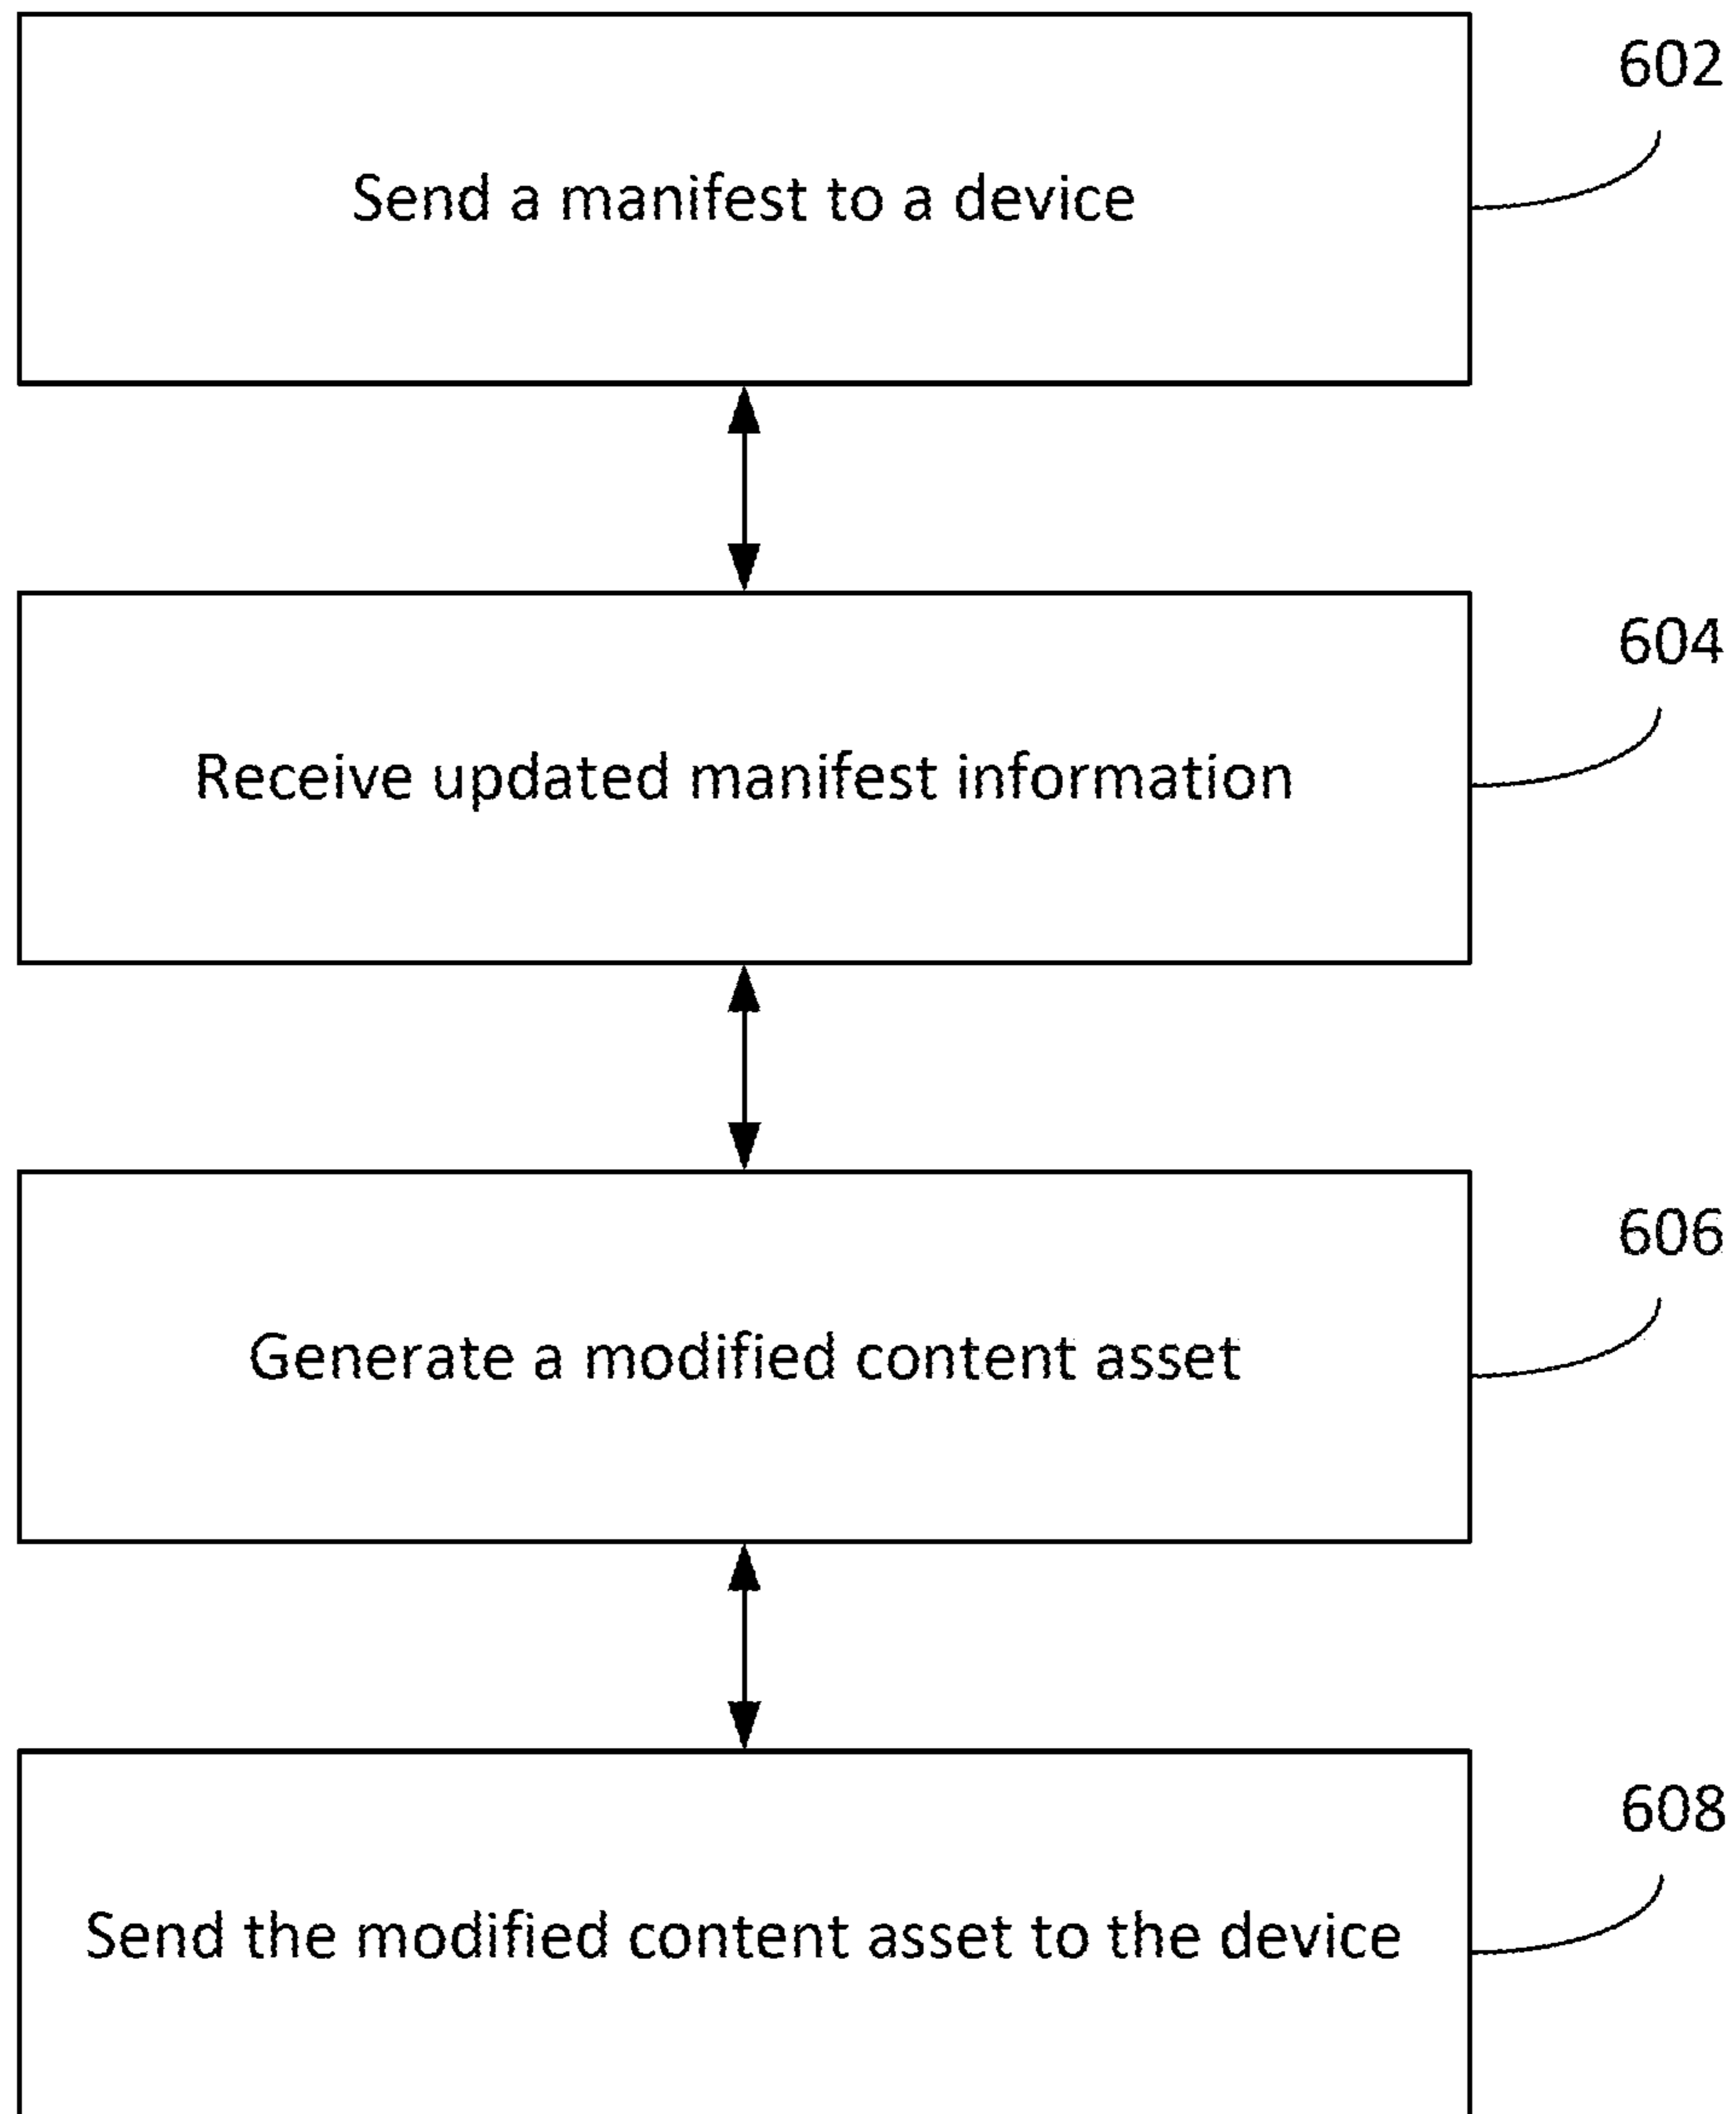 602
Send a manifest to a device
604
Receive updated manifest information
606
Generate a modified content asset
608
Send the modified content asset to the device